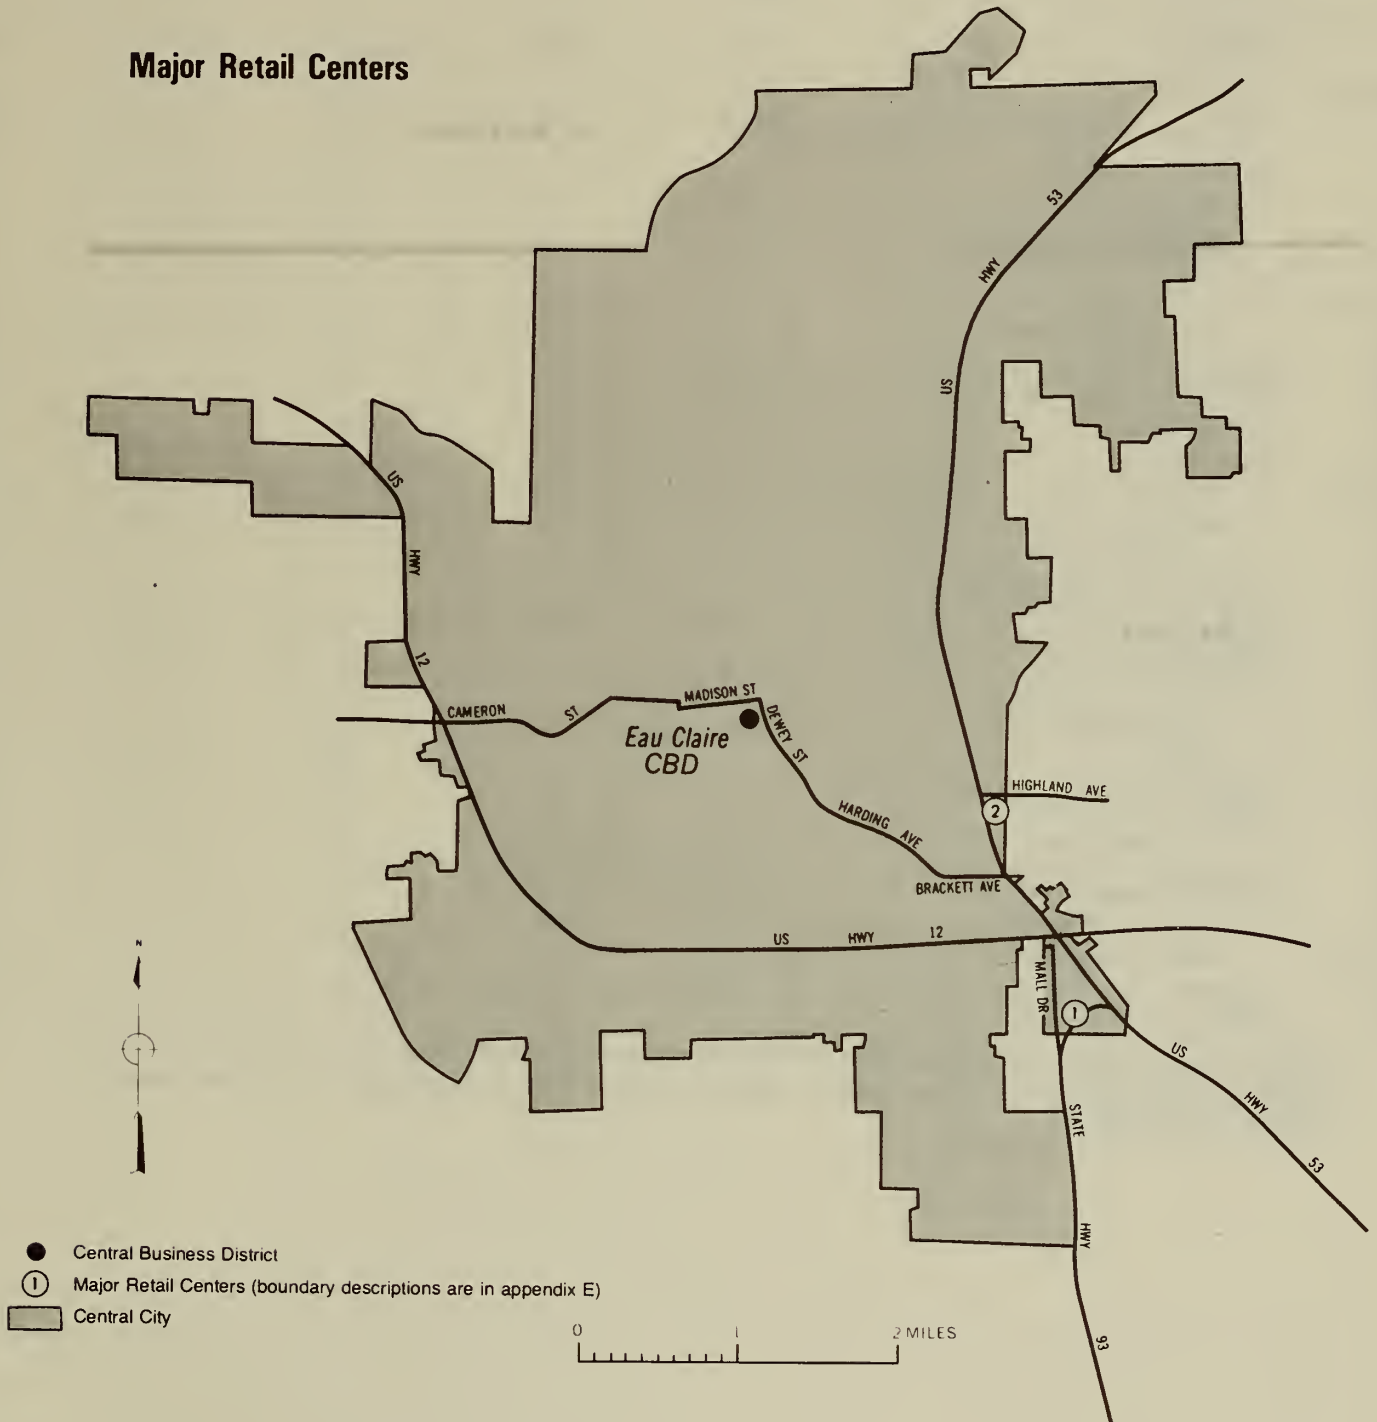 Major Retail Centers
53
HWY
US
US
HWY
12
CAMERON
ST
MADISON ST
DEWEY ST
Eau Claire
CBD
HARDING AVE
HIGHLAND AVE
2
BRACKETT AVE
US
HWY
12
MALL DR
1
US
HWY
53
STATE
HWY
93
N
Central Business District
1
Major Retail Centers (boundary descriptions are in appendix E)
Central City
0
1
2 MILES